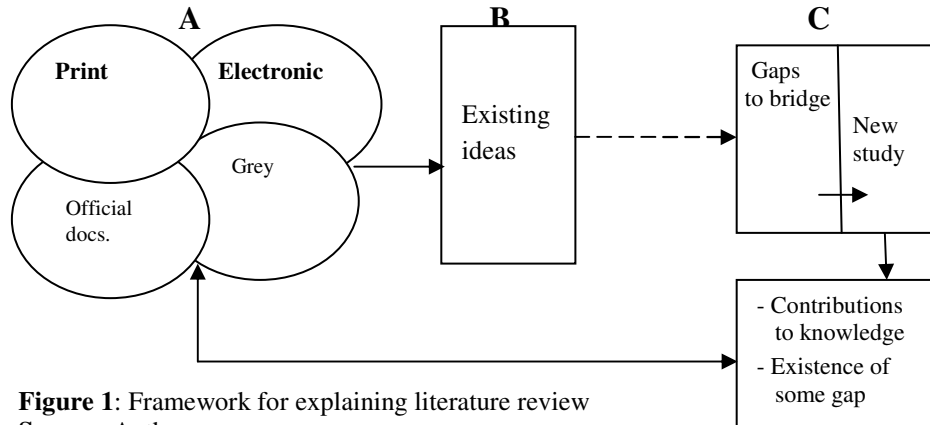 A
B
C
Print
Electronic
Grey
Official
docs.
Existing
ideas
Gaps
to bridge
New
study
- Contributions
to knowledge
- Existence of
some gap
Figure 1: Framework for explaining literature review